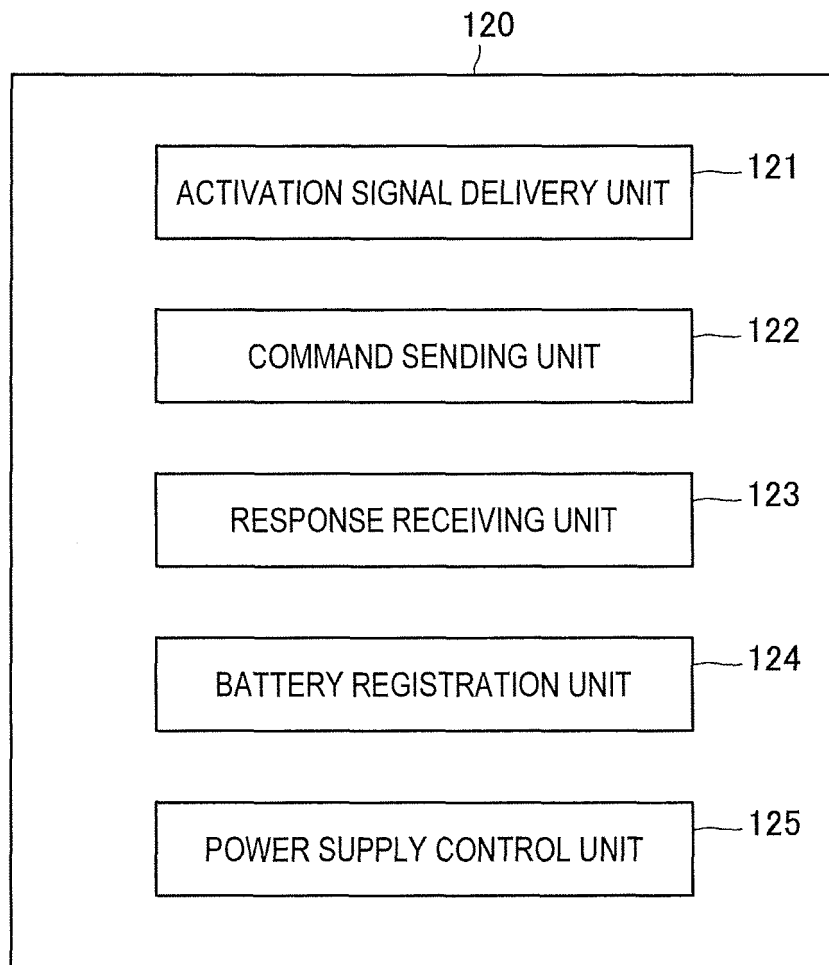 120
ACTIVATION SIGNAL DELIVERY UNIT
121
COMMAND SENDING UNIT
122
RESPONSE RECEIVING UNIT
123
BATTERY REGISTRATION UNIT
124
POWER SUPPLY CONTROL UNIT
125